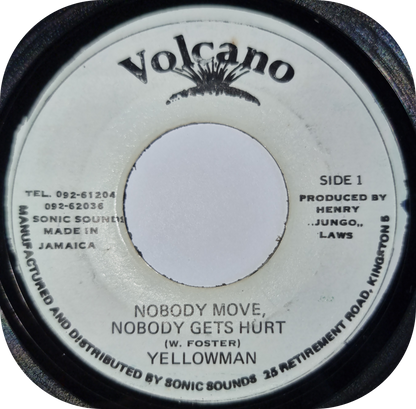 Volcano
SIDE 1
TEL. 092-61204
092-62036
SONIC SOUNDS
MADE IN
JAMAICA
PRODUCED BY
HENRY
,,JUNGO,,
LAWS
NOBODY MOVE,
NOBODY GETS HURT
(W. FOSTER)
YELLOWMAN
MANUFACTURED AND DISTRIBUTED BY SONIC SOUNDS 25 RETIREMENT ROAD, KINGSTON 5